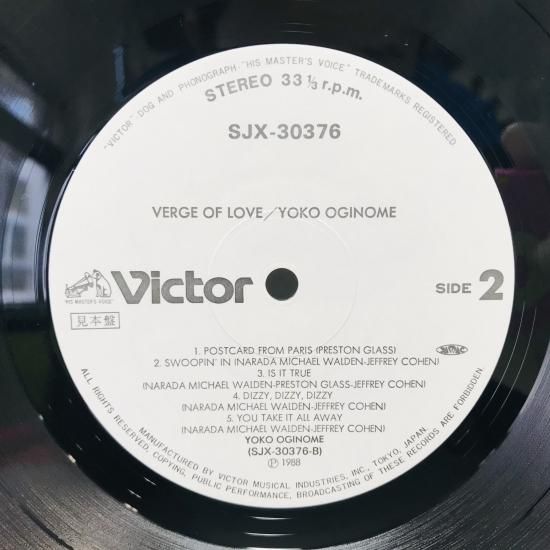 "VICTOR" DOG AND PHONOGRAPH·"HIS MASTER'S VOICE" TRADEMARKS REGISTERED
STEREO 33 1/3 r.p.m.
SJX-30376
VERGE OF LOVE/YOKO OGINOME
"HIS MASTER'S VOICE"
Victor
SIDE 2
見本盤
1. POSTCARD FROM PARIS (PRESTON GLASS)
2. SWOOPIN' IN (NARADA MICHAEL WALDEN-JEFFREY COHEN)
3. IS IT TRUE
(NARADA MICHAEL WALDEN-PRESTON GLASS-JEFFREY COHEN)
4. DIZZY, DIZZY, DIZZY
(NARADA MICHAEL WALDEN-JEFFREY COHEN)
5. YOU TAKE IT ALL AWAY
(NARADA MICHAEL WALDEN-JEFFREY COHEN)
YOKO OGINOME
(SJX-30376-B)
Ⓟ 1988
MANUFACTURED BY VICTOR MUSICAL INDUSTRIES, INC., TOKYO, JAPAN.
ALL RIGHTS RESERVED, COPYING, PUBLIC PERFORMANCE, BROADCASTING OF THESE RECORDS ARE FORBIDDEN